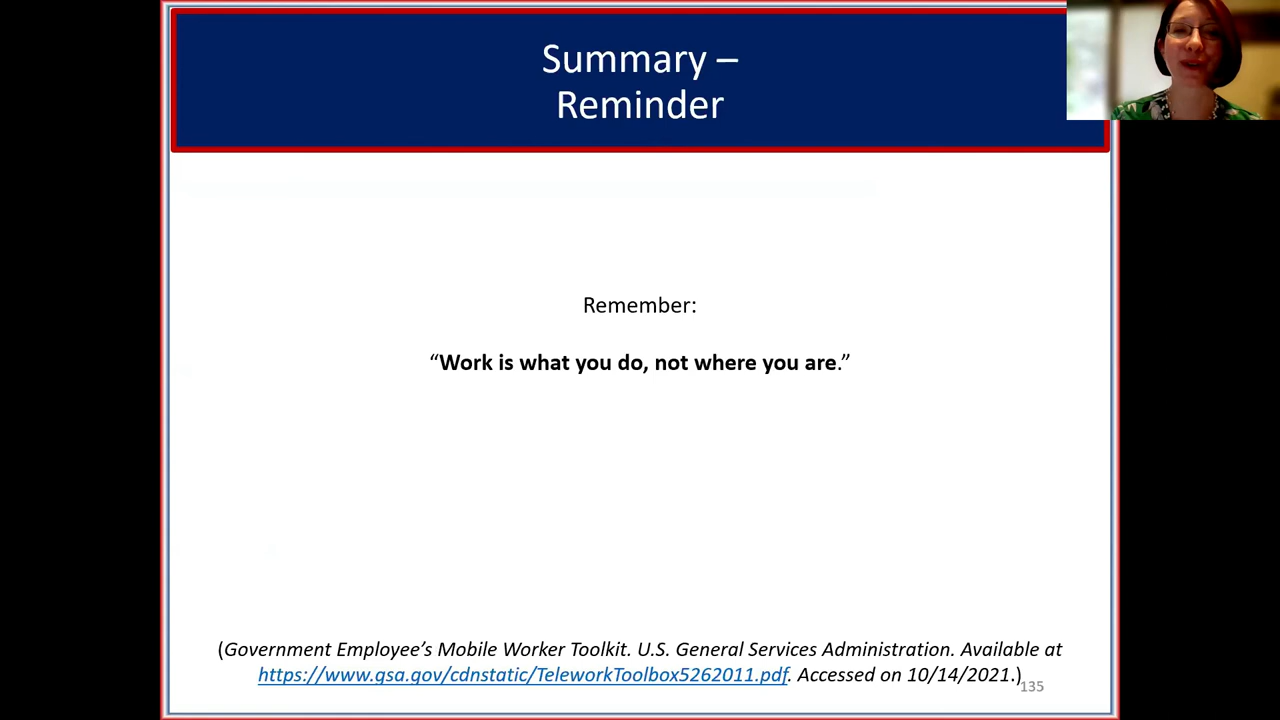 Summary –
Reminder
Remember:
“Work is what you do, not where you are.”
(Government Employee’s Mobile Worker Toolkit. U.S. General Services Administration. Available at
https://www.gsa.gov/cdnstatic/TeleworkToolbox5262011.pdf. Accessed on 10/14/2021.)
135